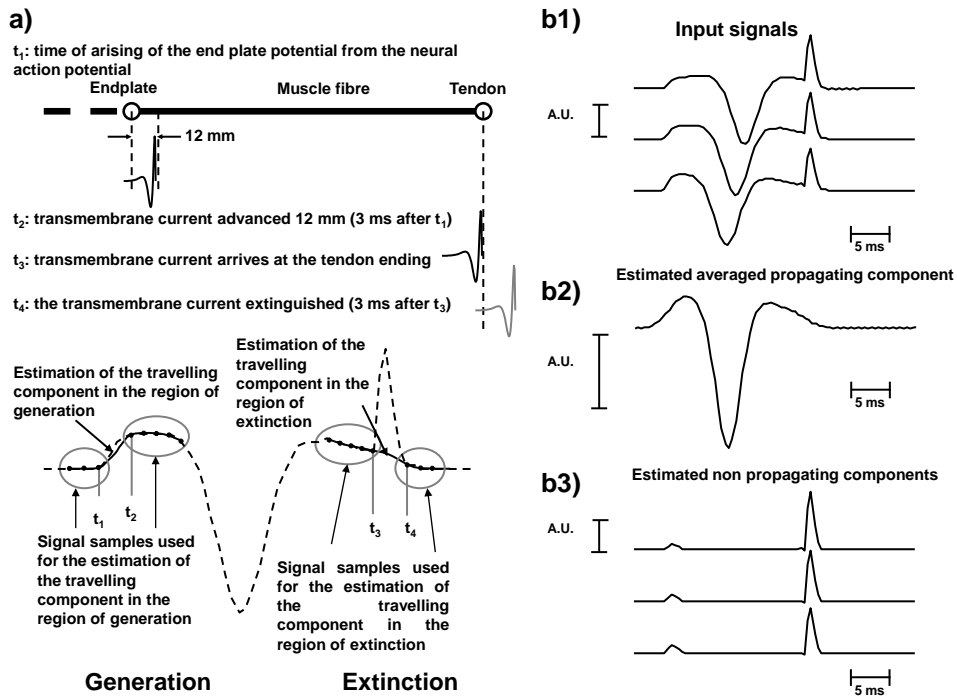 a)
t1: time of arising of the end plate potential from the neural
action potential
Endplate
Muscle fibre
Tendon
12 mm
t2: transmembrane current advanced 12 mm (3 ms after t1)
t3: transmembrane current arrives at the tendon ending
t4: the transmembrane current extinguished (3 ms after t3)
Estimation of the travelling
component in the region of
generation
t1
t2
Signal samples used
for the estimation of
the travelling
component in the
region of generation
Generation
Estimation of the
travelling
component in the
region of
extinction
t3
t4
Signal samples used
for the estimation of
the travelling
component in the
region of extinction
Extinction
b1)
Input signals
A.U.
5 ms
b2)
Estimated averaged propagating component
A.U.
5 ms
b3)
Estimated non propagating components
A.U.
5 ms